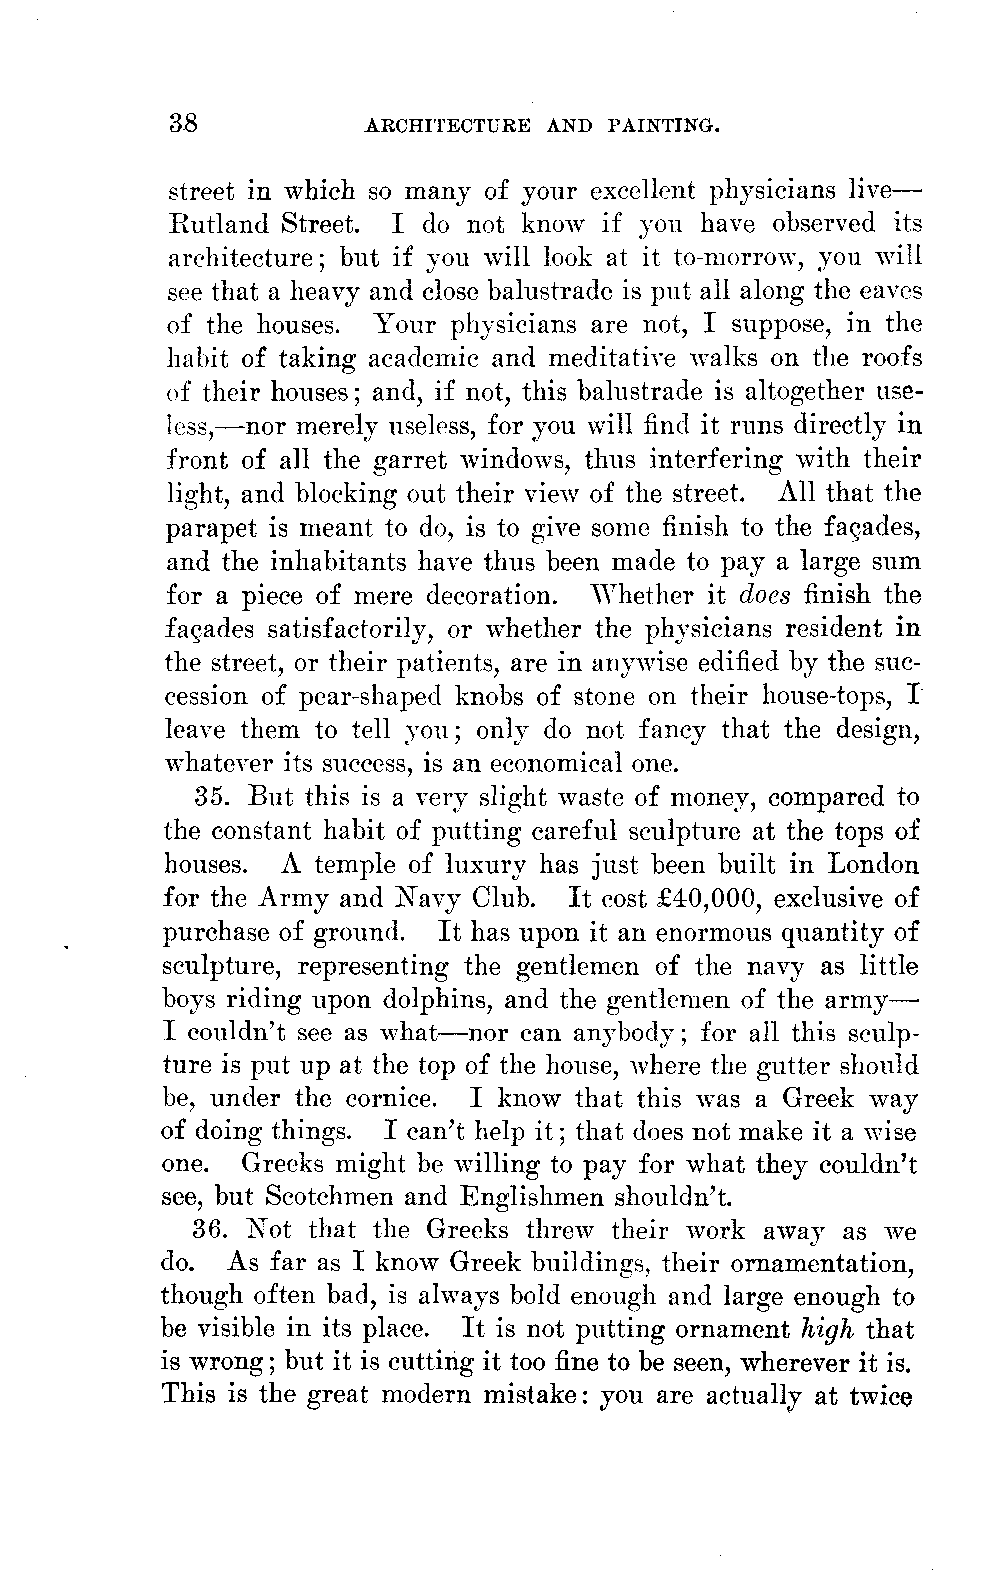 38 ARCHITECTURE AND PAINTING.
street in which so many of your excellent physicians live—
Rutland Street. I do not know if you have observed its
architecture; but if you will look at it to-morrow, you will
see that a heavy and close balustrade is put all along the eaves
of the houses. Your physicians are not, I suppose, in the
habit of taking academic and meditative walks on the roofs
of their houses; and, if not, this balustrade is altogether use-
less,—nor merely useless, for you will find it runs directly in
front of all the garret windows, thus interfering with their
light, and blocking out their view of the street. All that the
parapet is meant to do, is to give some finish to the façades,
and the inhabitants have thus been made to pay a large sum
for a piece of mere decoration. Whether it does finish the
façades satisfactorily, or whether the physicians resident in
the street, or their patients, are in anywise edified by the suc-
cession of pear-shaped knobs of stone on their house-tops, I
leave them to tell you; only do not fancy that the design,
whatever its success, is an economical one.
35. But this is a very slight waste of money, compared to
the constant habit of putting careful sculpture at the tops of
houses. A temple of luxury has just been built in London
for the Army and Navy Club. It cost £40,000, exclusive of
purchase of ground. It has upon it an enormous quantity of
sculpture, representing the gentlemen of the navy as little
boys riding upon dolphins, and the gentlemen of the army—
I couldn't see as what—nor can anybody; for all this sculp-
ture is put up at the top of the house, where the gutter should
be, under the cornice. I know that this was a Greek way
of doing things. I can't help it; that does not make it a wise
one. Greeks might be willing to pay for what they couldn't
see, but Scotchmen and Englishmen shouldn't.
36. Not that the Greeks threw their work away as we
do. As far as I know Greek buildings, their ornamentation,
though often bad, is always bold enough and large enough to
be visible in its place. It is not putting ornament high that
is wrong; but it is cutting it too fine to be seen, wherever it is.
This is the great modern mistake: you are actually at twice